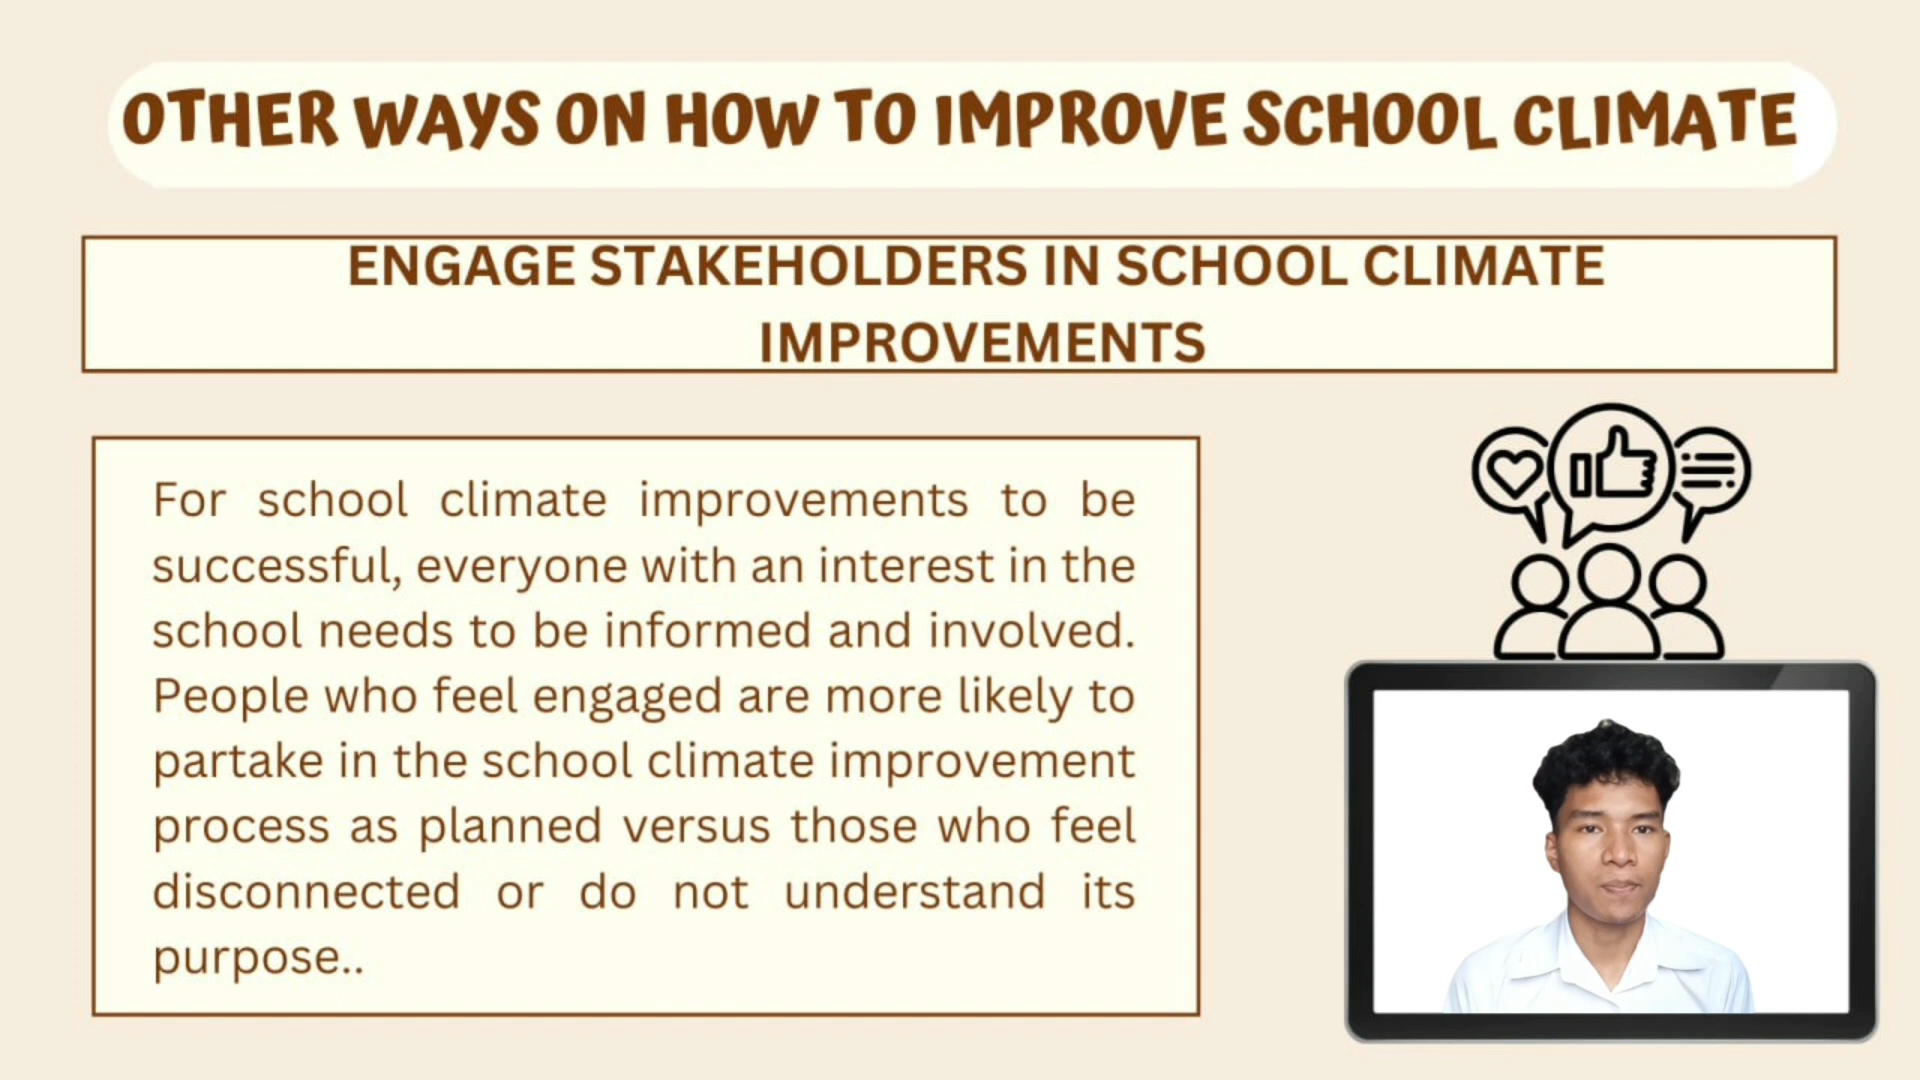 OTHER WAYS ON HOW TO IMPROVE SCHOOL CLIMATE
ENGAGE STAKEHOLDERS IN SCHOOL CLIMATE
IMPROVEMENTS
For school climate improvements to be
successful, everyone with an interest in the
school needs to be informed and involved.
People who feel engaged are more likely to
partake in the school climate improvement
process as planned versus those who feel
disconnected or do not understand its
purpose..